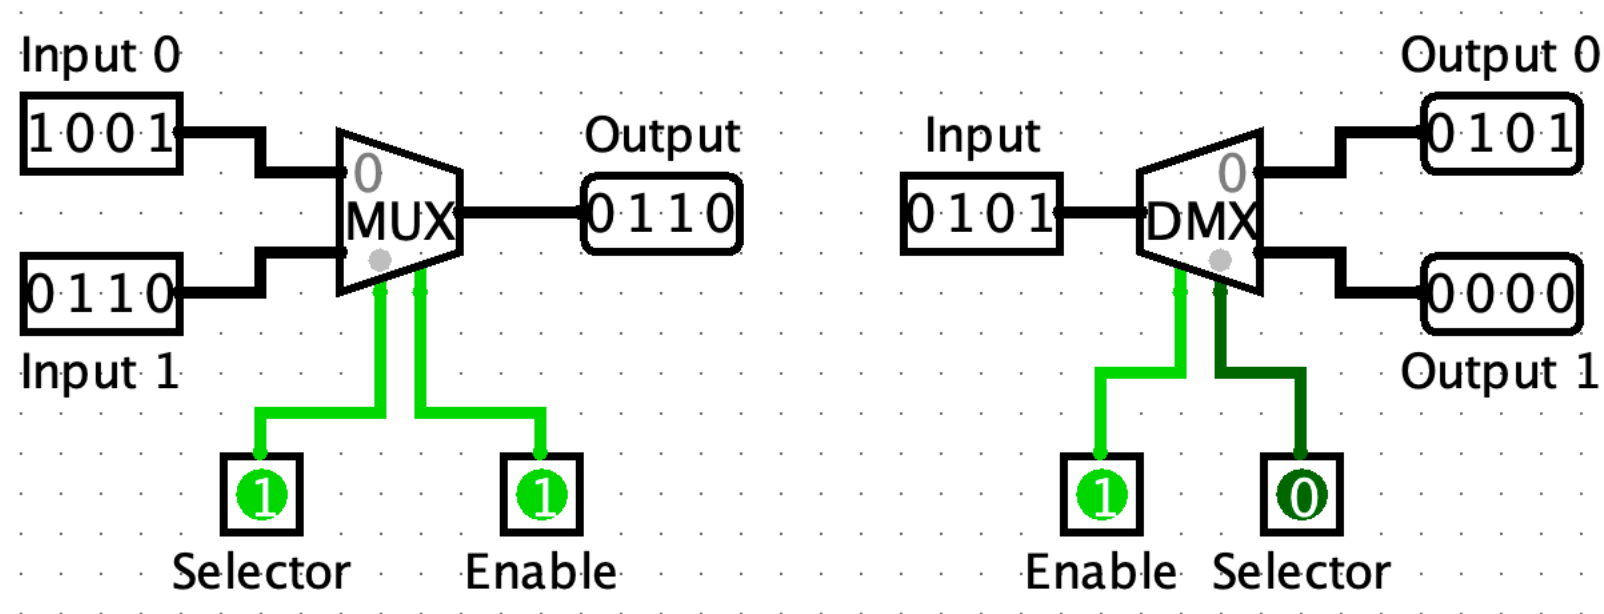 Input 0
1001
0
MUX
0110
Input 1
Output
0110
1
Selector
1
Enable
Input
0101
0
DMX
Output 0
0101
0000
Output 1
1
Enable
0
Selector